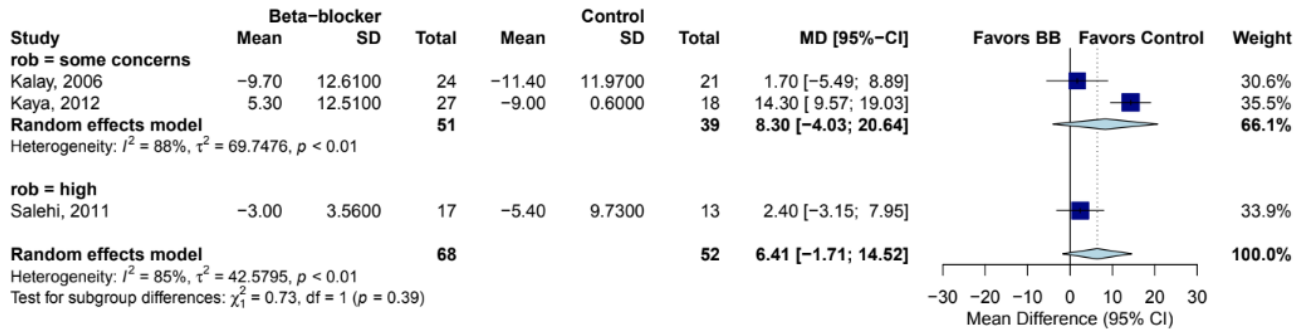 Beta−blocker Control
Study Mean SD Total Mean SD Total MD [95%−CI] Favors BB Favors Control Weight
rob = some concerns
Kalay, 2006 −9.70 12.6100 24 −11.40 11.9700 21 1.70 [−5.49; 8.89] 30.6%
Kaya, 2012 5.30 12.5100 27 −9.00 0.6000 18 14.30 [ 9.57; 19.03] 35.5%
Random effects model 51 39 8.30 [−4.03; 20.64] 66.1%
Heterogeneity: I² = 88%, τ² = 69.7476, p < 0.01
rob = high
Salehi, 2011 −3.00 3.5600 17 −5.40 9.7300 13 2.40 [−3.15; 7.95] 33.9%
Random effects model 68 52 6.41 [−1.71; 14.52] 100.0%
Heterogeneity: I² = 85%, τ² = 42.5795, p < 0.01
Test for subgroup differences: χ²₁ = 0.73, df = 1 (p = 0.39)
−30 −20 −10 0 10 20 30
Mean Difference (95% CI)